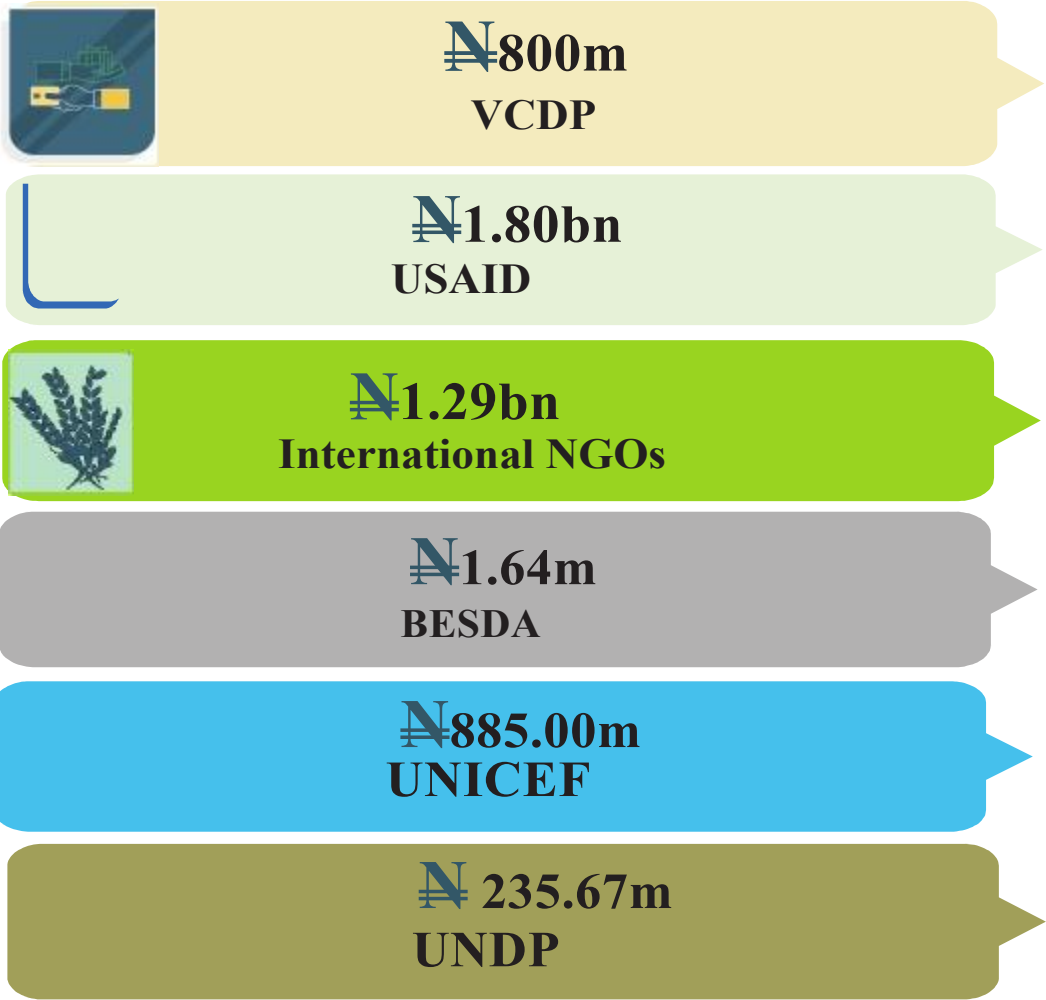 ₦800m
VCDP
₦1.80bn
USAID
₦1.29bn
International NGOs
₦1.64m
BESDA
₦885.00m
UNICEF
₦ 235.67m
UNDP